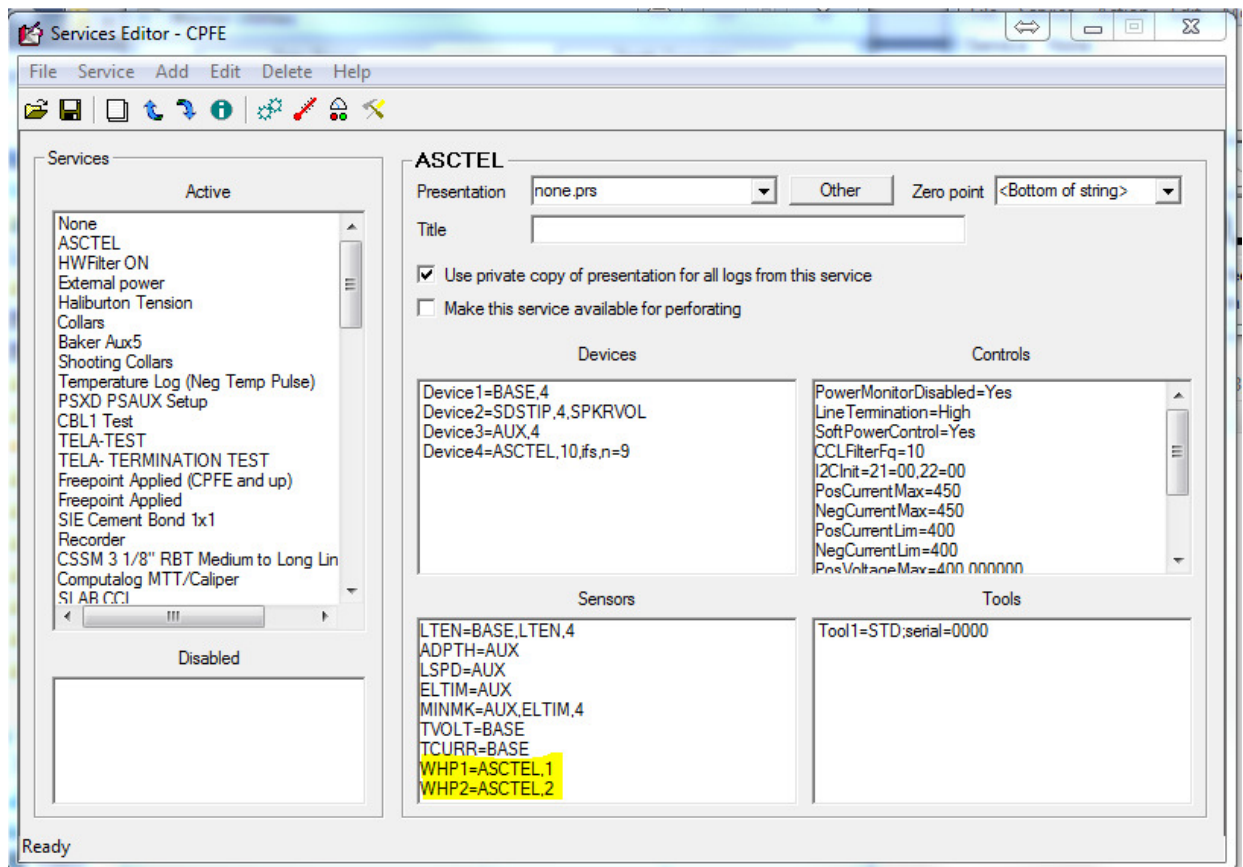 Services Editor - CPFE
File Service Add Edit Delete Help
Services
Active
None
ASCTEL
HWFilter ON
External power
Haliburton Tension
Collars
Baker Aux5
Shooting Collars
Temperature Log (Neg Temp Pulse)
PSXD PSAUX Setup
CBL1 Test
TELA-TEST
TELA- TERMINATION TEST
Freepoint Applied (CPFE and up)
Freepoint Applied
SIE Cement Bond 1x1
Recorder
CSSM 3 1/8" RBT Medium to Long Lin
Computalog MTT/Caliper
SLAB CCL
Disabled
ASCTEL
Presentation none.prs Other Zero point <Bottom of string>
Title
Use private copy of presentation for all logs from this service
Make this service available for perforating
Devices
Device1=BASE,4
Device2=SDSTIP,4,SPKRVOL
Device3=AUX,4
Device4=ASCTEL,10,ifs,n=9
Controls
PowerMonitorDisabled=Yes
LineTermination=High
SoftPowerControl=Yes
CCLFilterFq=10
I2CInit=21=00,22=00
PosCurrentMax=450
NegCurrentMax=450
PosCurrentLim=400
NegCurrentLim=400
PosVoltageMax=400.000000
Sensors
LTEN=BASE,LTEN,4
ADPTH=AUX
LSPD=AUX
ELTIM=AUX
MINMK=AUX,ELTIM,4
TVOLT=BASE
TCURR=BASE
WHP1=ASCTEL,1
WHP2=ASCTEL,2
Tools
Tool1=STD;serial=0000
Ready